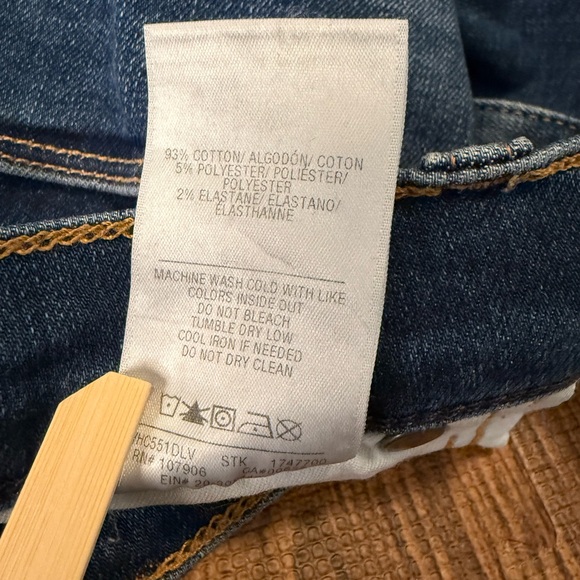 93% COTTON/ ALGODÓN/ COTON
5% POLYESTER/ POLIÉSTER/
POLYESTER
2% ELASTANE/ ELASTANO/
ÉLASTHANNE
MACHINE WASH COLD WITH LIKE
COLORS INSIDE OUT
DO NOT BLEACH
TUMBLE DRY LOW
COOL IRON IF NEEDED
DO NOT DRY CLEAN
HC551DLV
RN# 107906 STK 1747700
EIN#